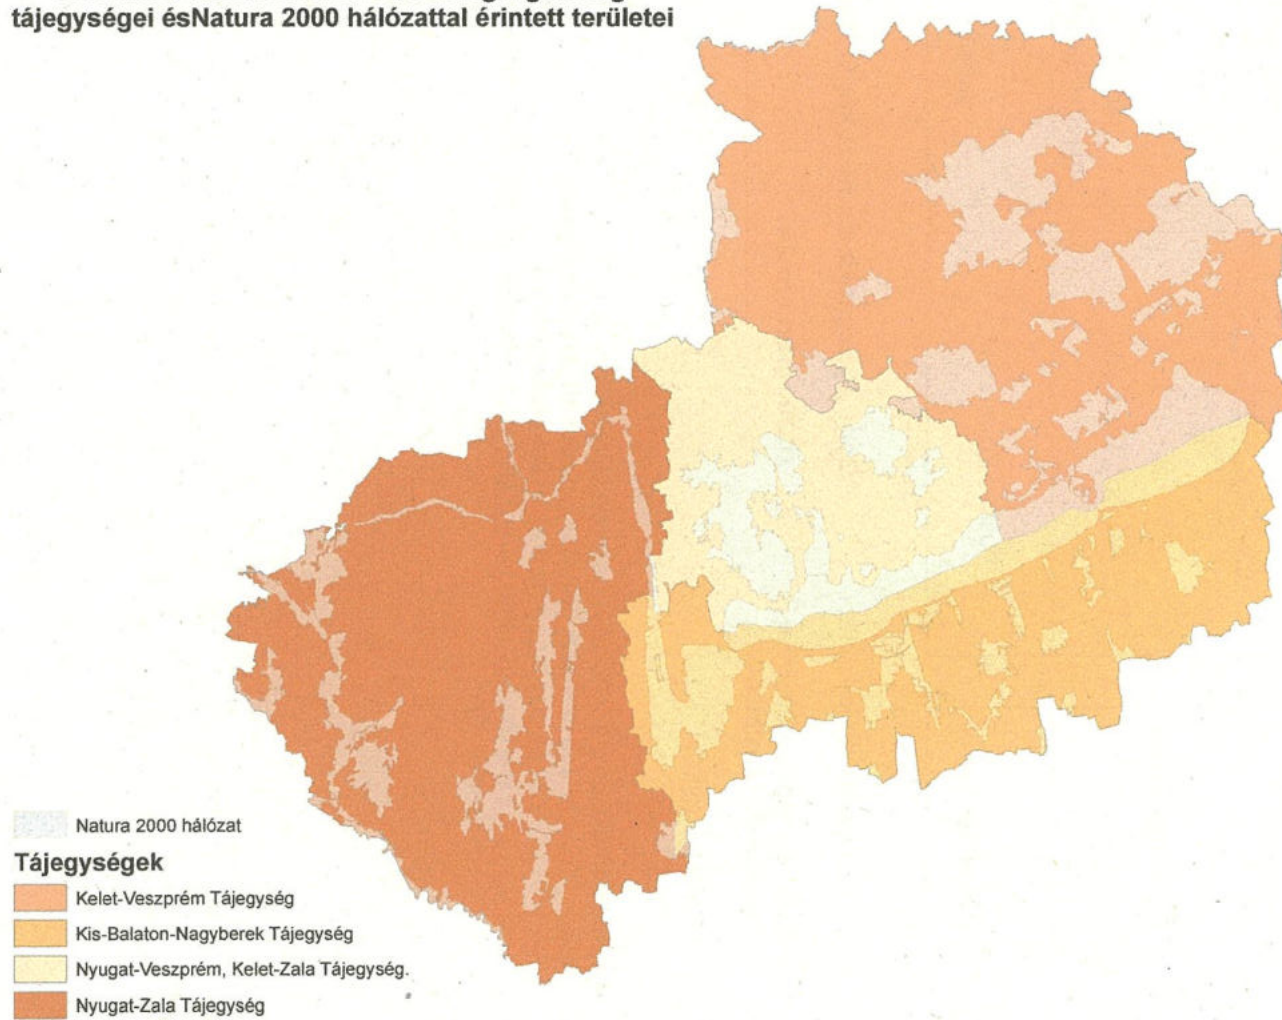 tájegységei ésNatura 2000 hálózattal érintett területei
Natura 2000 hálózat
Tájegységek
Kelet-Veszprém Tájegység
Kis-Balaton-Nagyberek Tájegység
Nyugat-Veszprém, Kelet-Zala Tájegység.
Nyugat-Zala Tájegység